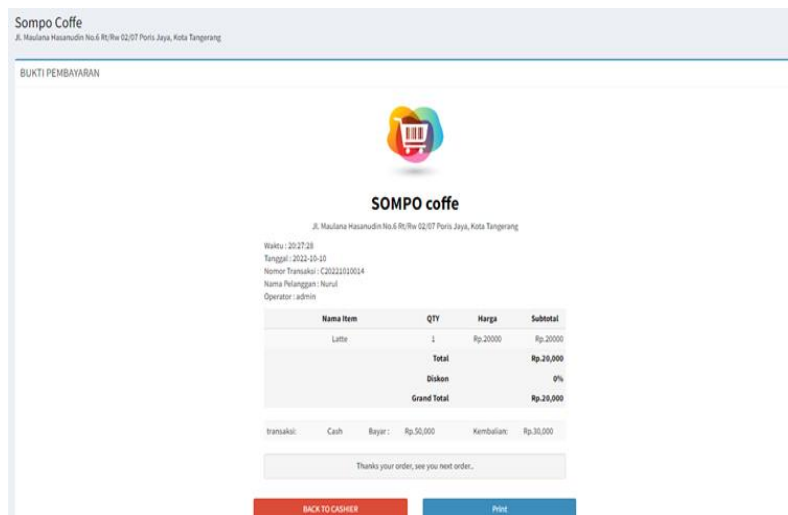 Sompo Coffe
Jl. Maulana Hasanudin No.6 Rt/Rw 02/07 Poris Jaya, Kota Tangerang
BUKTI PEMBAYARAN
SOMPO coffe
Jl. Maulana Hasanudin No.6 Rt/Rw 02/07 Poris Jaya, Kota Tangerang
Waktu : 20:27:28
Tanggal : 2022-10-10
Nomor Transaksi : C20221010014
Nama Pelanggan : Nurul
Operator : admin
Nama Item QTY Harga Subtotal
Latte 1 Rp.20000 Rp.20000
Total Rp.20,000
Diskon 0%
Grand Total Rp.20,000
transaksi: Cash Bayar : Rp.50,000 Kembalian: Rp.30,000
Thanks your order, see you next order..
BACK TO CASHIER Print